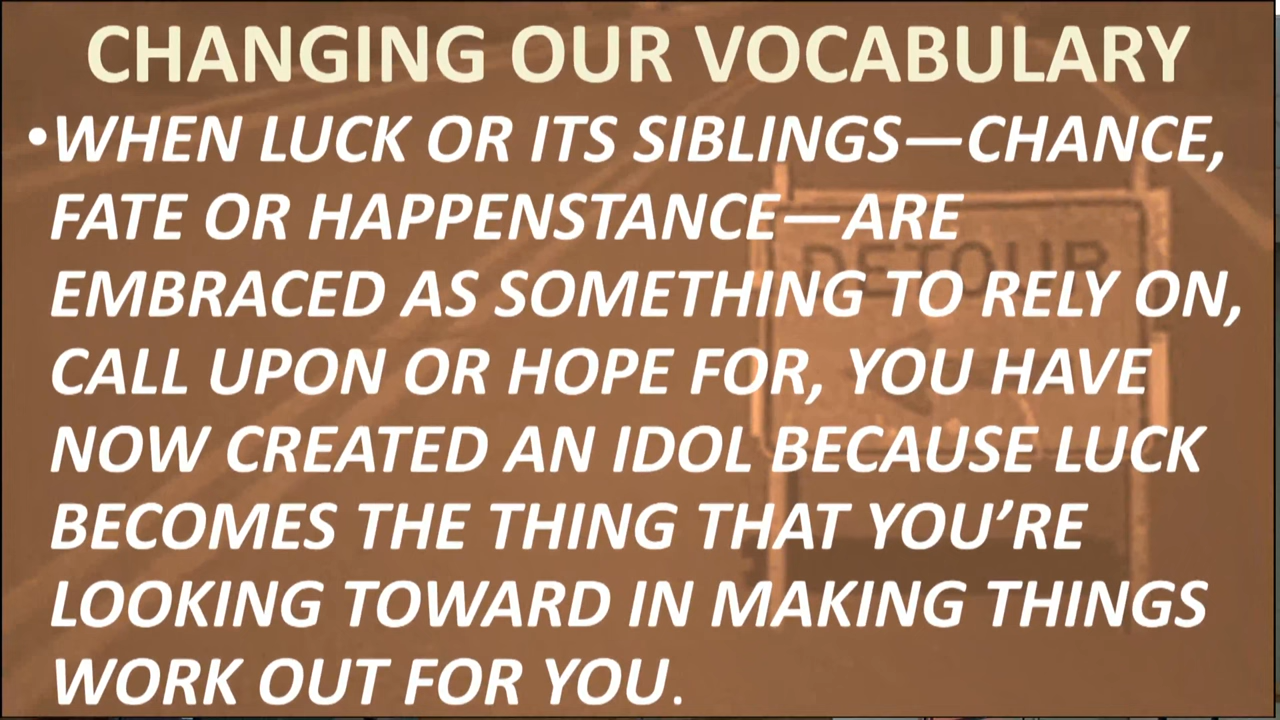 CHANGING OUR VOCABULARY
•WHEN LUCK OR ITS SIBLINGS—CHANCE,
FATE OR HAPPENSTANCE—ARE
EMBRACED AS SOMETHING TO RELY ON,
CALL UPON OR HOPE FOR, YOU HAVE
NOW CREATED AN IDOL BECAUSE LUCK
BECOMES THE THING THAT YOU’RE
LOOKING TOWARD IN MAKING THINGS
WORK OUT FOR YOU.
DETOUR